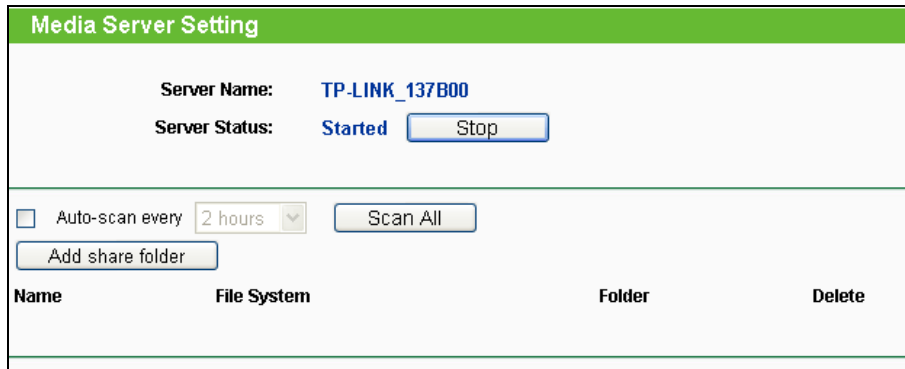 Media Server Setting
Server Name: TP-LINK_137B00
Server Status: Started Stop
Auto-scan every 2 hours Scan All
Add share folder
Name File System Folder Delete